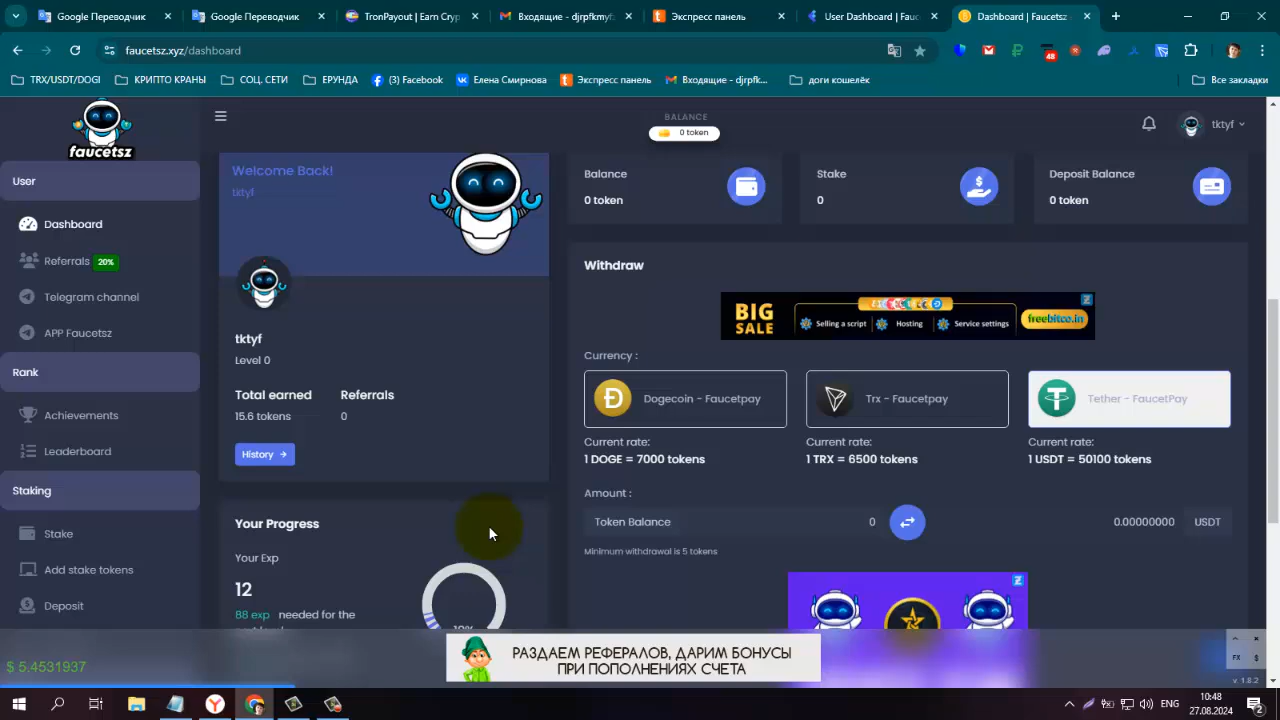 Google Переводчик
Google Переводчик
TronPayout | Earn Cryp
Входящие - djrpfkmyf
Экспресс панель
User Dashboard | Fauc
Dashboard | Faucetsz
faucetsz.xyz/dashboard
48
TRX/USDT/DOGI
КРИПТО КРАНЫ
СОЦ. СЕТИ
ЕРУНДА
(3) Facebook
Елена Смирнова
Экспресс панель
Входящие - djrpfk...
доги кошелёк
Все закладки
faucetsz
BALANCE
0 token
tktyf
User
Dashboard
Referrals 20%
Telegram channel
APP Faucetsz
Rank
Achievements
Leaderboard
Staking
Stake
Add stake tokens
Deposit
Welcome Back!
tktyf
tktyf
Level 0
Total earned
Referrals
15.6 tokens
0
History →
Your Progress
Your Exp
12
88 exp needed for the
Balance
0 token
Stake
0
Deposit Balance
0 token
Withdraw
BIG SALE
Selling a script
Hosting
Service settings
freebitco.in
Currency :
Dogecoin - Faucetpay
Trx - Faucetpay
Tether - FaucetPay
Current rate:
Current rate:
Current rate:
1 DOGE = 7000 tokens
1 TRX = 6500 tokens
1 USDT = 50100 tokens
Amount :
Token Balance
0
0.00000000
USDT
Minimum withdrawal is 5 tokens
РАЗДАЕМ РЕФЕРАЛОВ, ДАРИМ БОНУСЫ
ПРИ ПОПОЛНЕНИЯХ СЧЕТА
$ 5.4531937
FX $
v. 1.8.2
ENG
10:48
27.08.2024
2